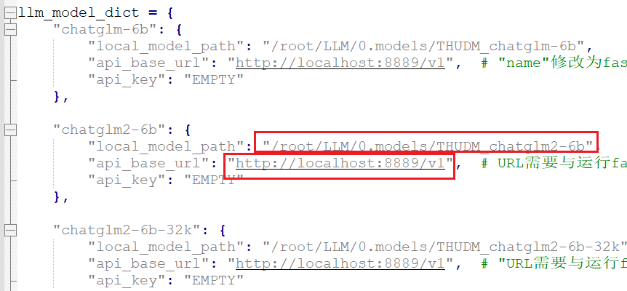 llm_model_dict = {
"chatglm-6b": {
"local_model_path": "/root/LLM/0.models/THUDM_chatglm-6b",
"api_base_url": "http://localhost:8889/v1", # "name"修改为fas
"api_key": "EMPTY"
},
"chatglm2-6b": {
"local_model_path": "/root/LLM/0.models/THUDM_chatglm2-6b"
"api_base_url": "http://localhost:8889/v1", # URL需要与运行fa
"api_key": "EMPTY"
},
"chatglm2-6b-32k": {
"local_model_path": "/root/LLM/0.models/THUDM_chatglm2-6b-32k"
"api_base_url": "http://localhost:8889/v1", # "URL需要与运行f
"api_key": "EMPTY"